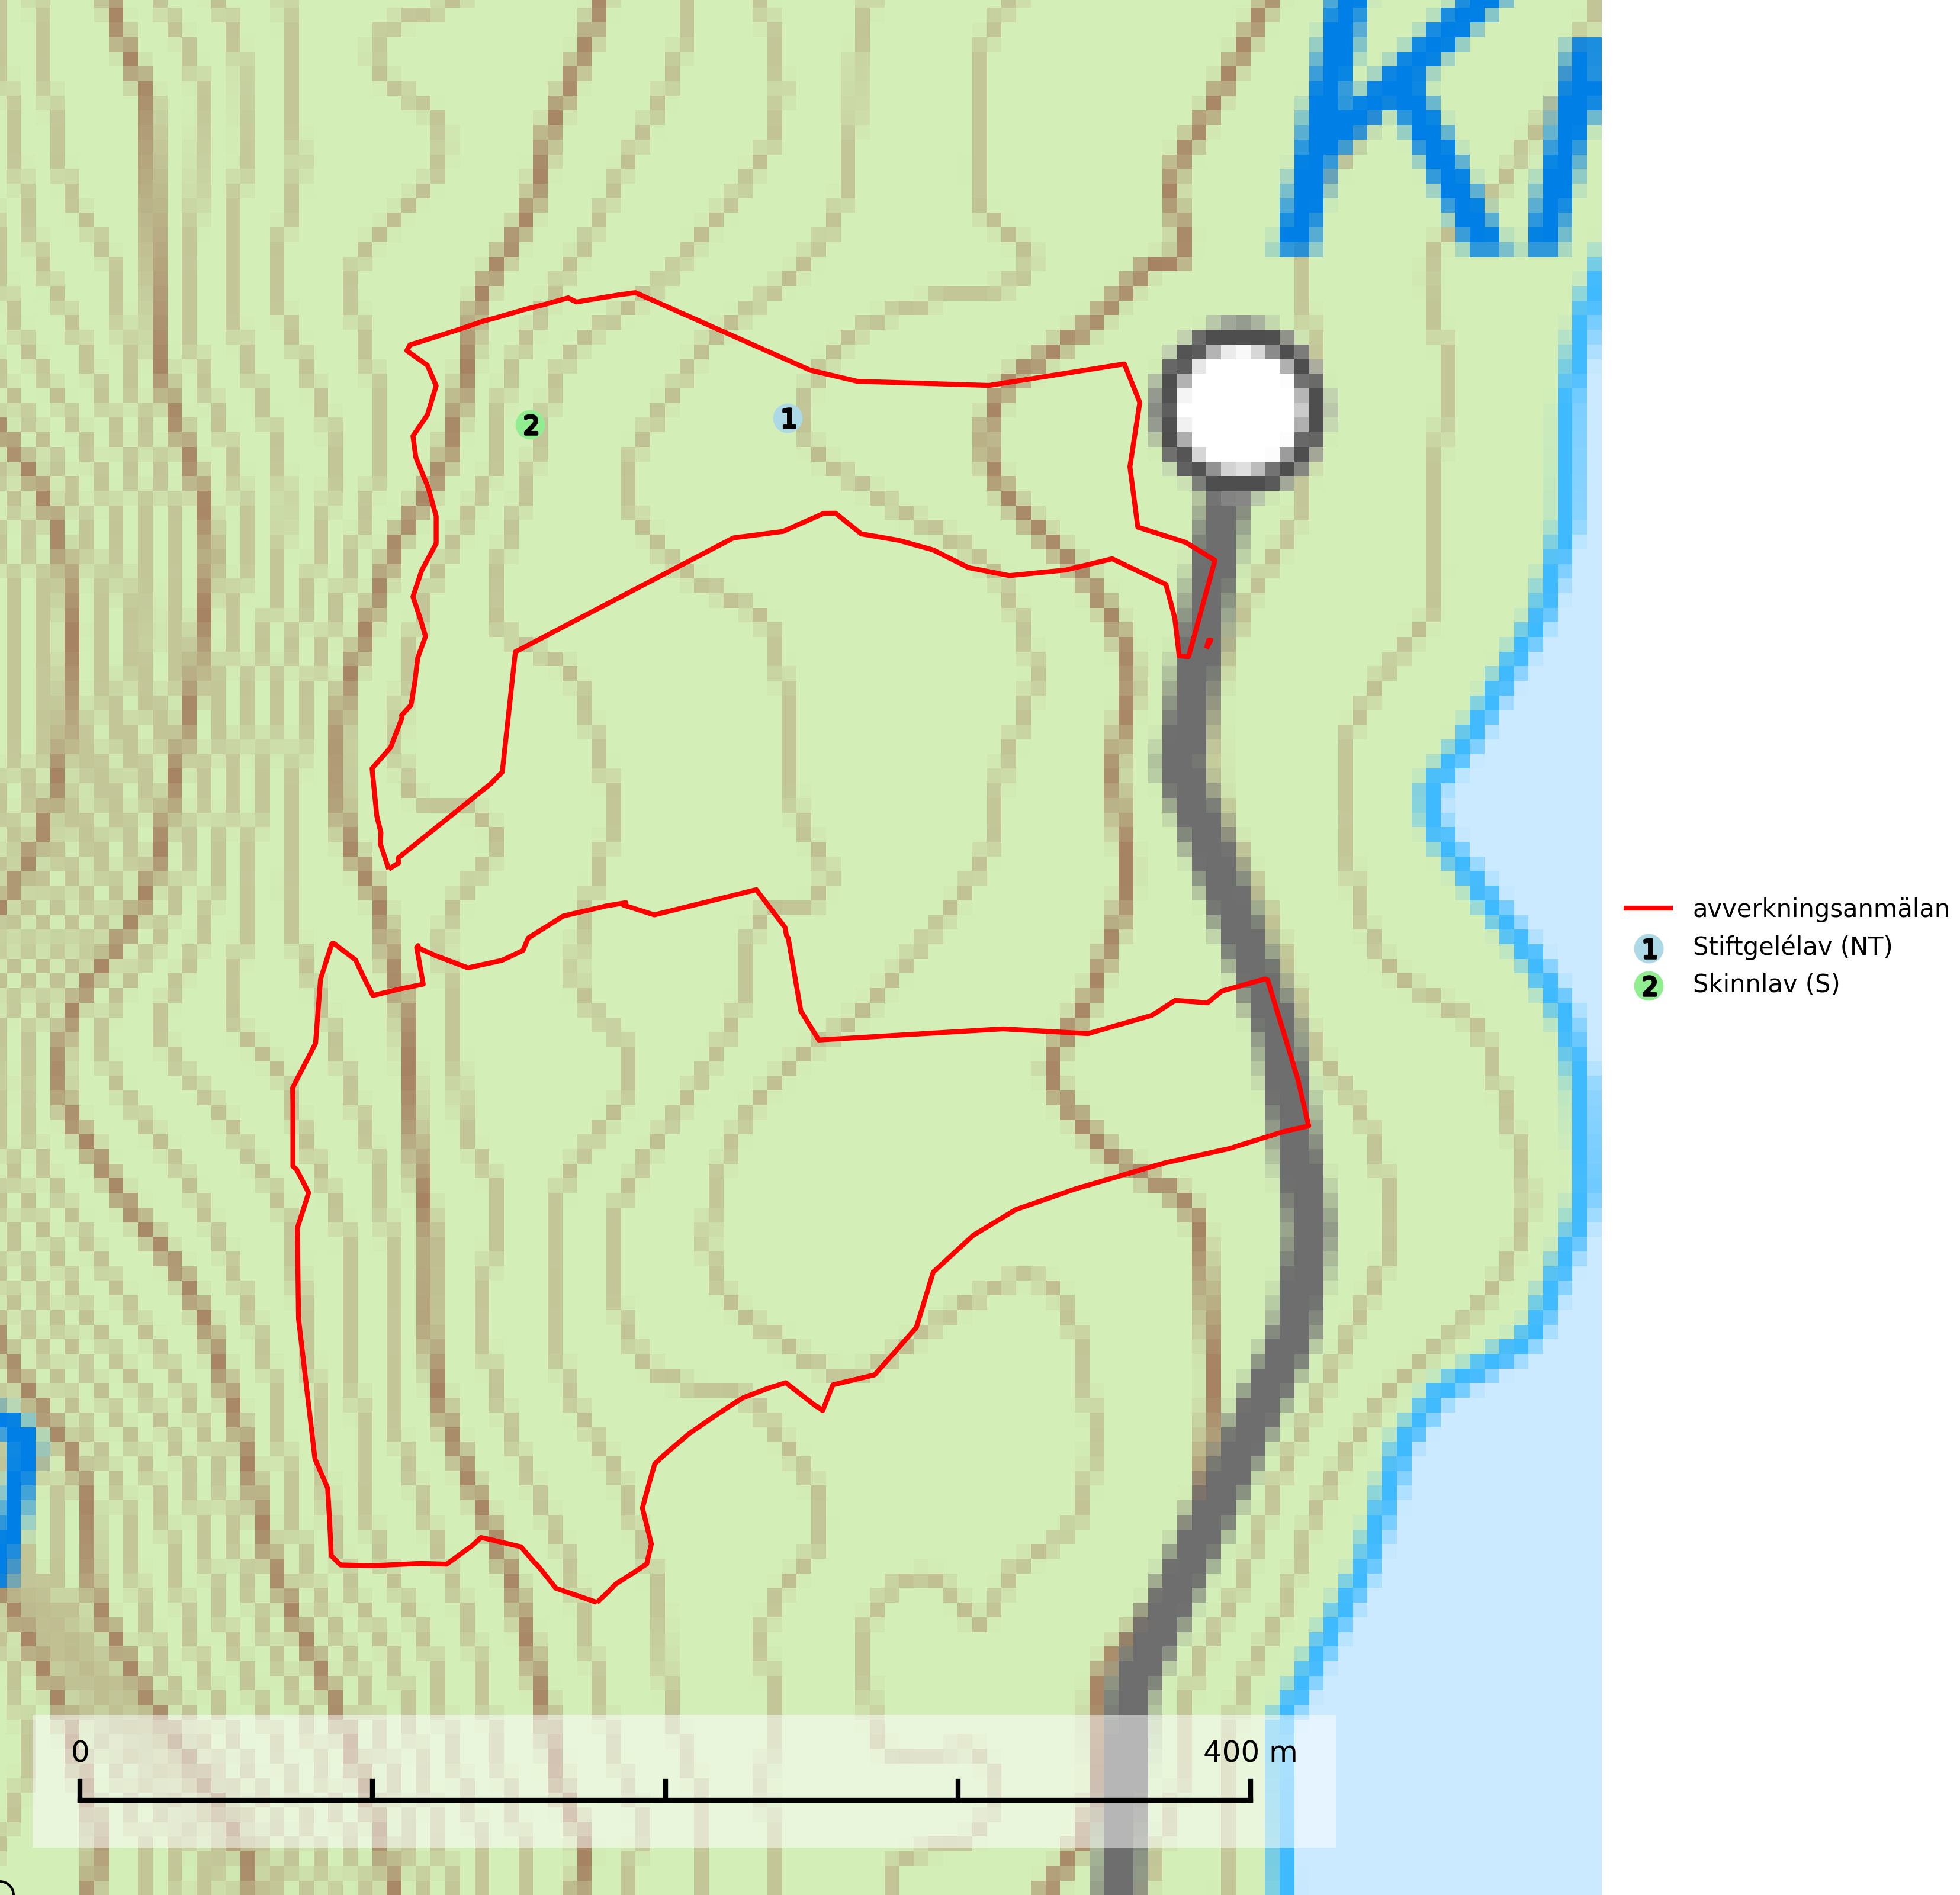 2
1
avverkningsanmälan
1 Stiftgelélav (NT)
2 Skinnlav (S)
0 400 m